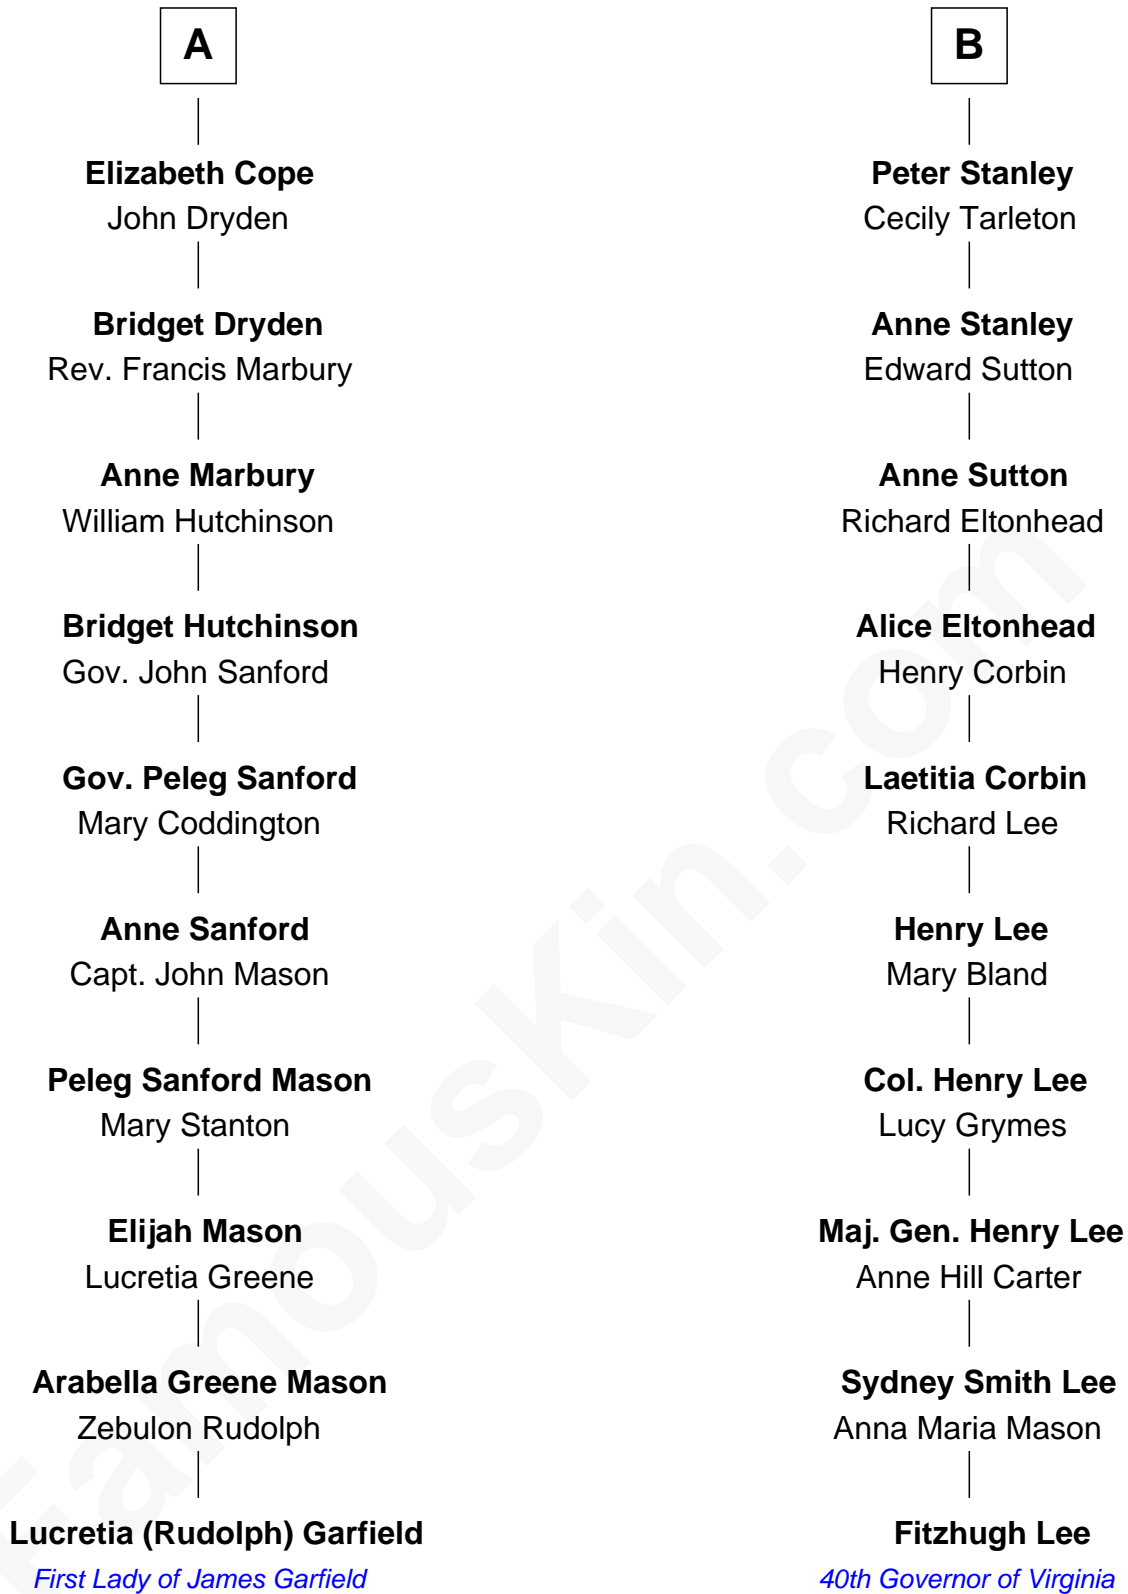 A
Elizabeth Cope
John Dryden
Bridget Dryden
Rev. Francis Marbury
Anne Marbury
William Hutchinson
Bridget Hutchinson
Gov. John Sanford
Gov. Peleg Sanford
Mary Coddington
Anne Sanford
Capt. John Mason
Peleg Sanford Mason
Mary Stanton
Elijah Mason
Lucretia Greene
Arabella Greene Mason
Zebulon Rudolph
Lucretia (Rudolph) Garfield
First Lady of James Garfield
B
Peter Stanley
Cecily Tarleton
Anne Stanley
Edward Sutton
Anne Sutton
Richard Eltonhead
Alice Eltonhead
Henry Corbin
Laetitia Corbin
Richard Lee
Henry Lee
Mary Bland
Col. Henry Lee
Lucy Grymes
Maj. Gen. Henry Lee
Anne Hill Carter
Sydney Smith Lee
Anna Maria Mason
Fitzhugh Lee
40th Governor of Virginia
FamousKin.com